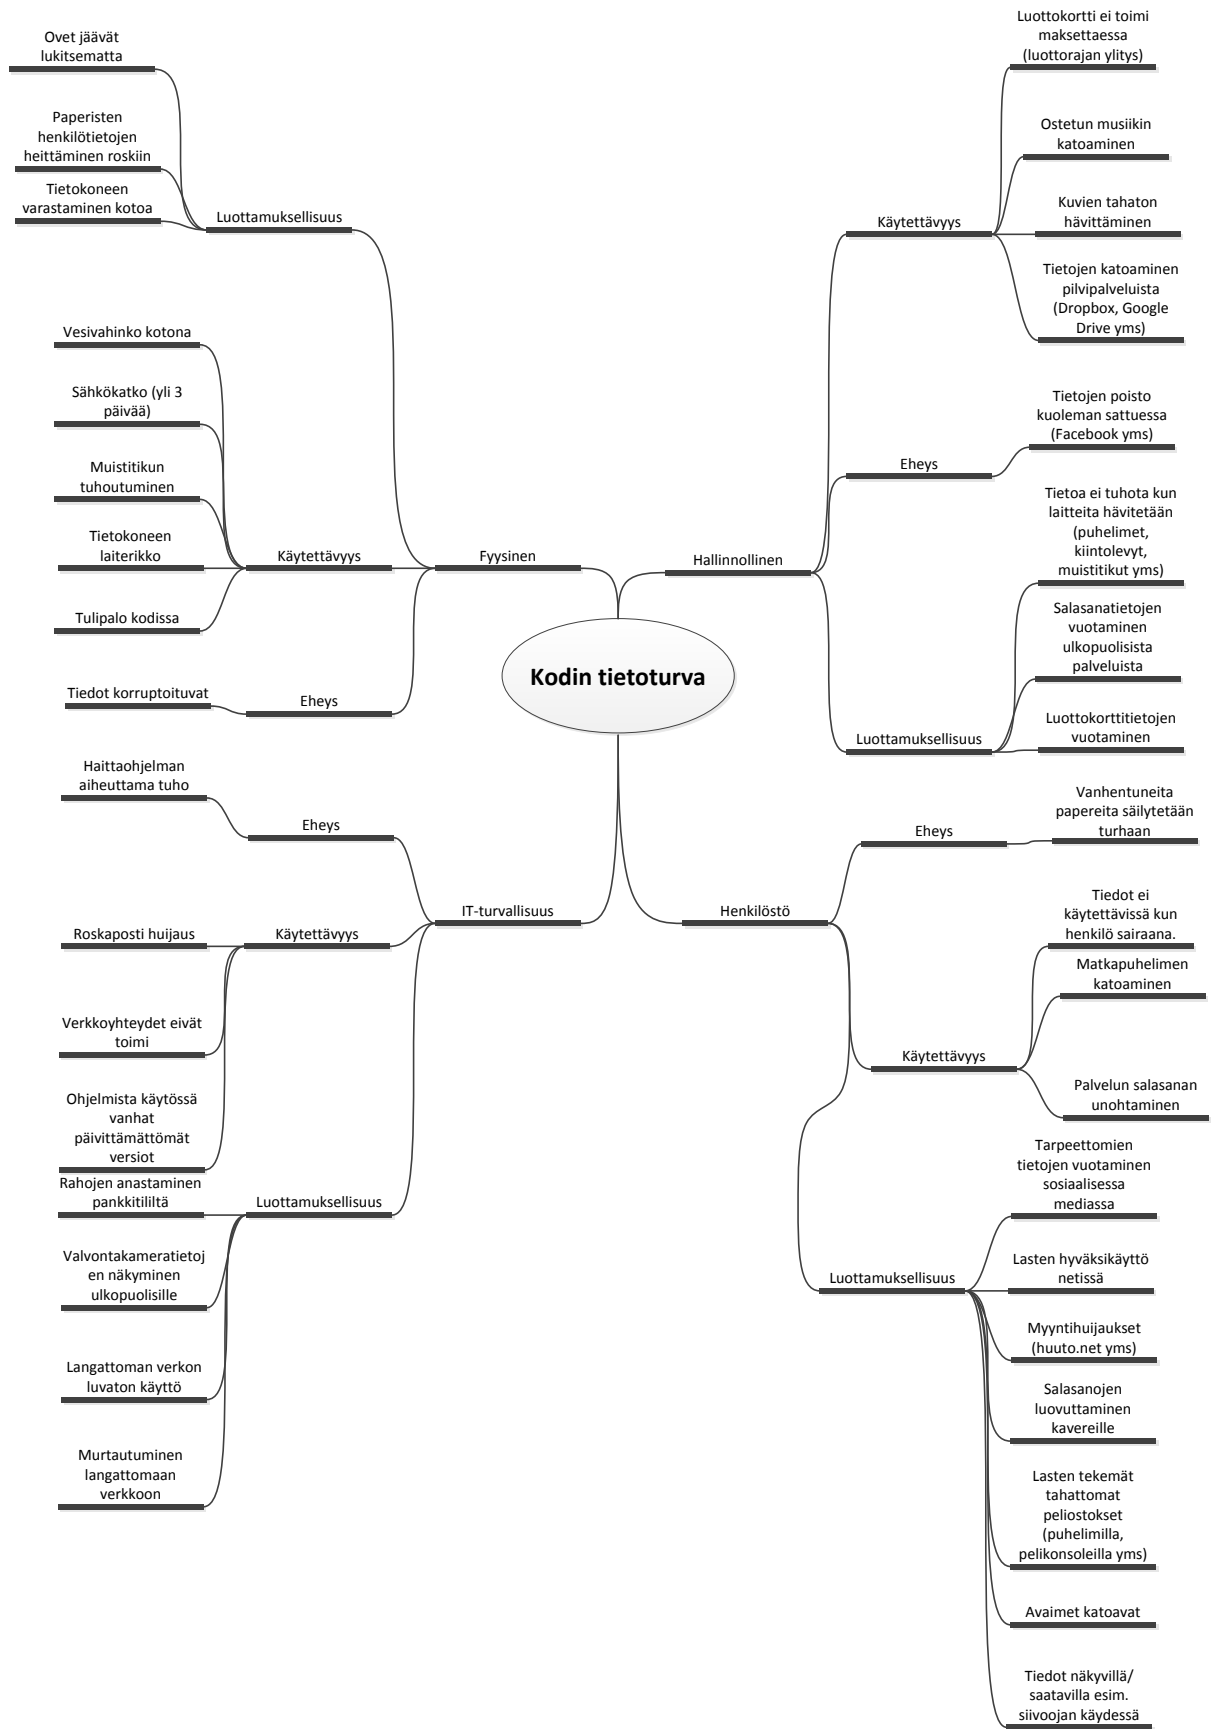 Ovet jäävät
lukitsematta
Paperisten
henkilötietojen
heittäminen roskiin
Tietokoneen
varastaminen kotoa
Luottamuksellisuus
Vesivahinko kotona
Sähkökatko (yli 3
päivää)
Muistitikun
tuhoutuminen
Tietokoneen
laiterikko
Tulipalo kodissa
Käytettävyys
Tiedot korruptoituvat
Eheys
Fyysinen
Luottokortti ei toimi
maksettaessa
(luottorajan ylitys)
Ostetun musiikin
katoaminen
Kuvien tahaton
hävittäminen
Tietojen katoaminen
pilvipalveluista
(Dropbox, Google
Drive yms)
Käytettävyys
Tietojen poisto
kuoleman sattuessa
(Facebook yms)
Eheys
Tietoa ei tuhota kun
laitteita hävitetään
(puhelimet,
kiintolevyt,
muistitikut yms)
Salasanatietojen
vuotaminen
ulkopuolisista
palveluista
Luottokorttitietojen
vuotaminen
Luottamuksellisuus
Hallinnollinen
Kodin tietoturva
Haittaohjelman
aiheuttama tuho
Eheys
Roskaposti huijaus
Verkkoyhteydet eivät
toimi
Ohjelmista käytössä
vanhat
päivittämättömät
versiot
Käytettävyys
Rahojen anastaminen
pankkitililtä
Valvontakameratietoj
en näkyminen
ulkopuolisille
Langattoman verkon
luvaton käyttö
Murtautuminen
langattomaan
verkkoon
Luottamuksellisuus
IT-turvallisuus
Henkilöstö
Eheys
Vanhentuneita
papereita säilytetään
turhaan
Käytettävyys
Tiedot ei
käytettävissä kun
henkilö sairaana.
Matkapuhelimen
katoaminen
Palvelun salasanan
unohtaminen
Luottamuksellisuus
Tarpeettomien
tietojen vuotaminen
sosiaalisessa
mediassa
Lasten hyväksikäyttö
netissä
Myyntihuijaukset
(huuto.net yms)
Salasanojen
luovuttaminen
kavereille
Lasten tekemät
tahattomat
peliostokset
(puhelimilla,
pelikonsoleilla yms)
Avaimet katoavat
Tiedot näkyvillä/
saatavilla esim.
siivoojan käydessä